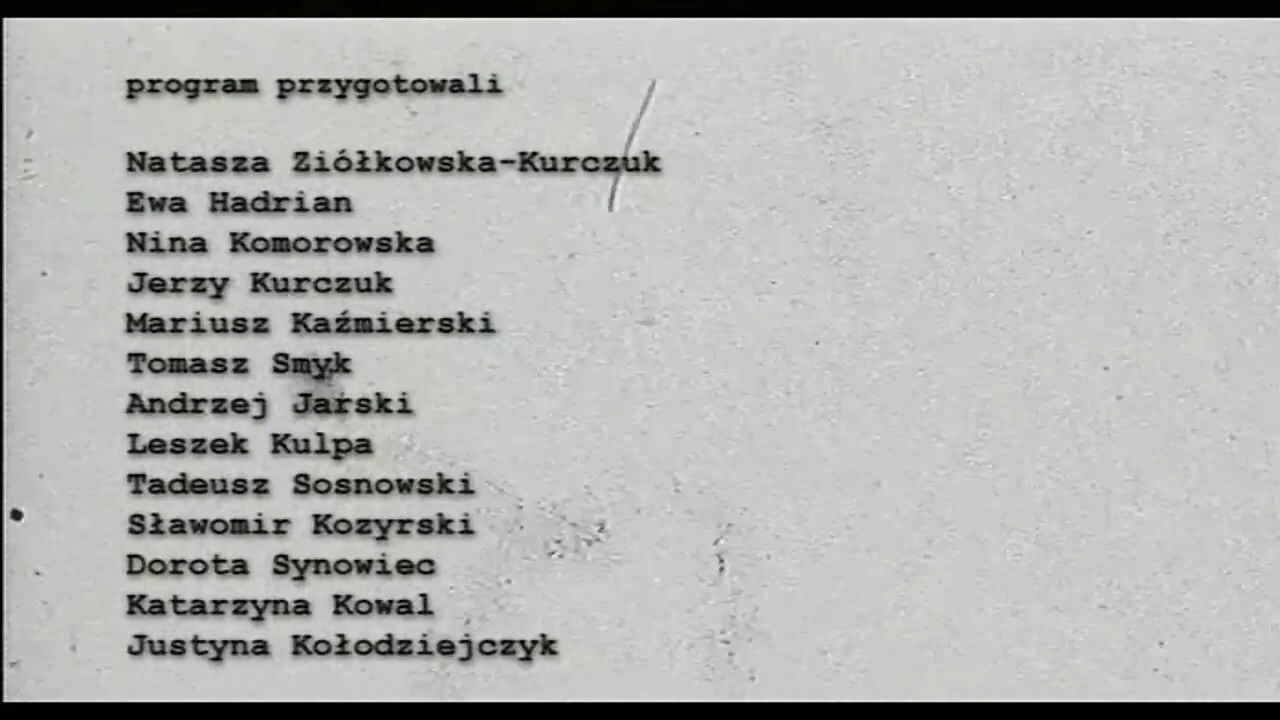 program przygotowali
Natasza Ziółkowska-Kurczuk
Ewa Hadrian
Nina Komorowska
Jerzy Kurczuk
Mariusz Kaźmierski
Tomasz Smyk
Andrzej Jarski
Leszek Kulpa
Tadeusz Sosnowski
Sławomir Kozyrski
Dorota Synowiec
Katarzyna Kowal
Justyna Kołodziejczyk